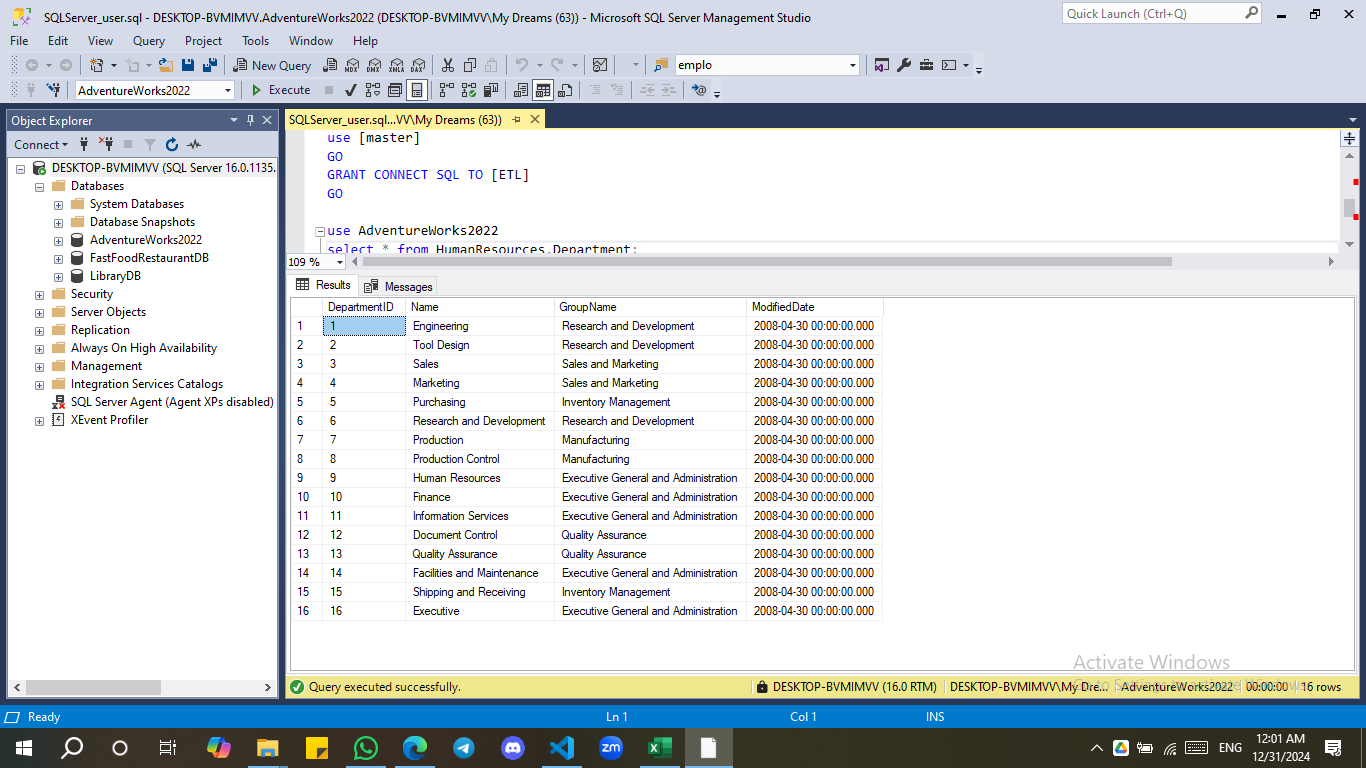 SQLServer_user.sql - DESKTOP-BVMIMVV.AdventureWorks2022 (DESKTOP-BVMIMVV\My Dreams (63)) - Microsoft SQL Server Management Studio
Quick Launch (Ctrl+Q)
File Edit View Query Project Tools Window Help
New Query MDX DMX XMLA DAX emplo
AdventureWorks2022 Execute
Object Explorer
SQLServer_user.sql...VV\My Dreams (63))
Connect
DESKTOP-BVMIMVV (SQL Server 16.0.1135.
Databases
System Databases
Database Snapshots
AdventureWorks2022
FastFoodRestaurantDB
LibraryDB
Security
Server Objects
Replication
Always On High Availability
Management
Integration Services Catalogs
SQL Server Agent (Agent XPs disabled)
XEvent Profiler
use [master]
GO
GRANT CONNECT SQL TO [ETL]
GO
use AdventureWorks2022
select * from HumanResources.Department;
109 %
Results Messages
DepartmentID Name GroupName ModifiedDate
1 1 Engineering Research and Development 2008-04-30 00:00:00.000
2 2 Tool Design Research and Development 2008-04-30 00:00:00.000
3 3 Sales Sales and Marketing 2008-04-30 00:00:00.000
4 4 Marketing Sales and Marketing 2008-04-30 00:00:00.000
5 5 Purchasing Inventory Management 2008-04-30 00:00:00.000
6 6 Research and Development Research and Development 2008-04-30 00:00:00.000
7 7 Production Manufacturing 2008-04-30 00:00:00.000
8 8 Production Control Manufacturing 2008-04-30 00:00:00.000
9 9 Human Resources Executive General and Administration 2008-04-30 00:00:00.000
10 10 Finance Executive General and Administration 2008-04-30 00:00:00.000
11 11 Information Services Executive General and Administration 2008-04-30 00:00:00.000
12 12 Document Control Quality Assurance 2008-04-30 00:00:00.000
13 13 Quality Assurance Quality Assurance 2008-04-30 00:00:00.000
14 14 Facilities and Maintenance Executive General and Administration 2008-04-30 00:00:00.000
15 15 Shipping and Receiving Inventory Management 2008-04-30 00:00:00.000
16 16 Executive Executive General and Administration 2008-04-30 00:00:00.000
Activate Windows
Go to Settings to activate Windows.
Query executed successfully. DESKTOP-BVMIMVV (16.0 RTM) DESKTOP-BVMIMVV\My Dre... AdventureWorks2022 00:00:00 16 rows
Ready Ln 1 Col 1 INS
zm ENG 12:01 AM
12/31/2024